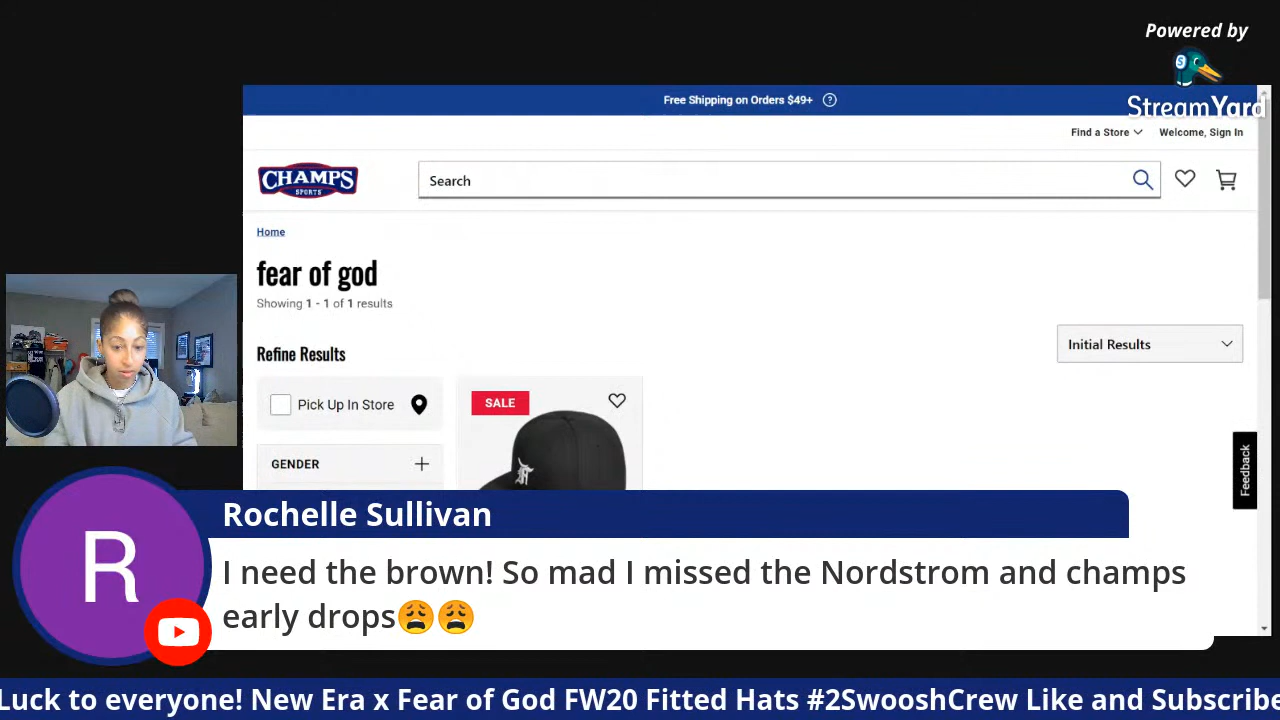 Powered by
StreamYard
Free Shipping on Orders $49+ ?
Find a Store
Welcome, Sign In
CHAMPS
SPORTS
Search
Home
fear of god
Showing 1 - 1 of 1 results
Refine Results
Initial Results
Pick Up In Store
SALE
GENDER
Feedback
R
Rochelle Sullivan
I need the brown! So mad I missed the Nordstrom and champs
early drops😩😩
Luck to everyone! New Era x Fear of God FW20 Fitted Hats #2SwooshCrew Like and Subscribe